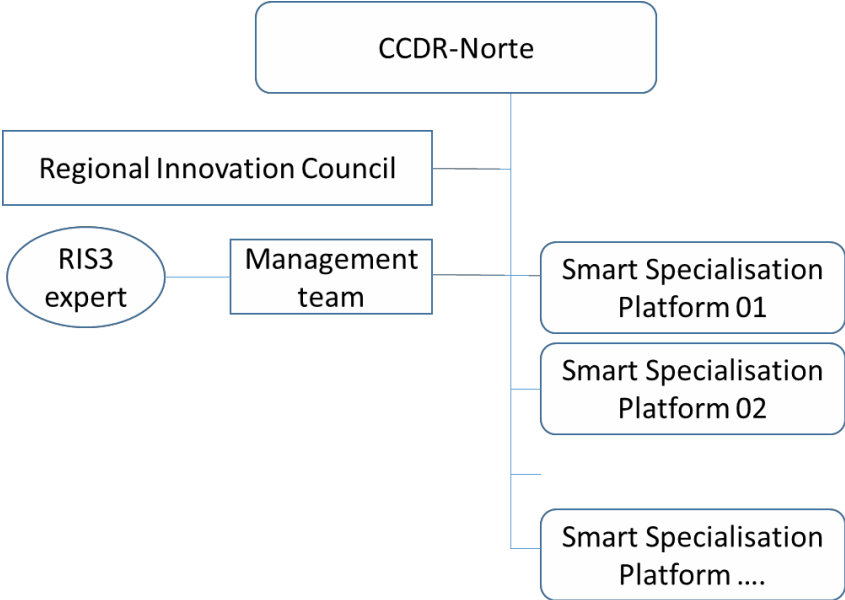 CCDR-Norte
Regional Innovation Council
RIS3
expert
Management
team
Smart Specialisation
Platform 01
Smart Specialisation
Platform 02
Smart Specialisation
Platform ....